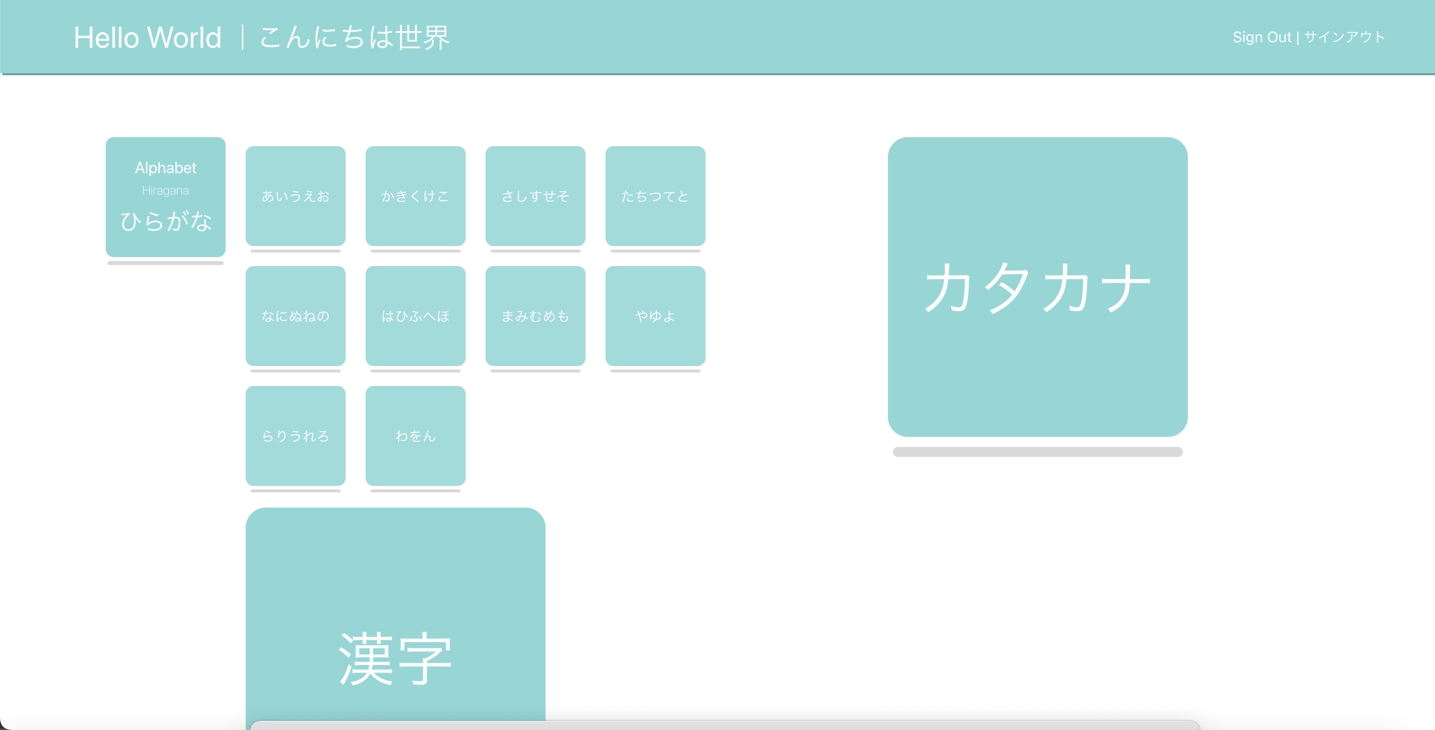 Hello World ｜こんにちは世界
Sign Out | サインアウト
Alphabet
Hiragana
ひらがな
あいうえお
かきくけこ
さしすせそ
たちつてと
なにぬねの
はひふへほ
まみむめも
やゆよ
らりうれろ
わをん
カタカナ
漢字